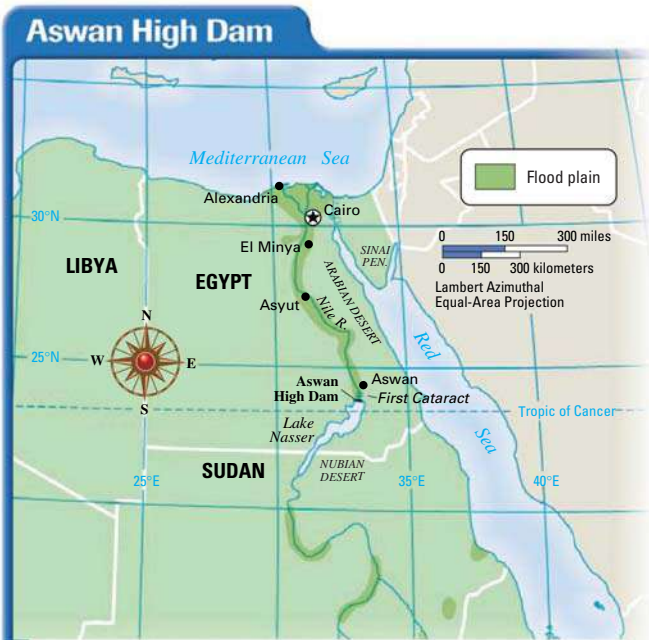 Aswan High Dam
Mediterranean Sea
Alexandria
Cairo
Flood plain
30°N
El Minya
0 150 300 miles
0 150 300 kilometers
Lambert Azimuthal
Equal-Area Projection
SINAI
PEN.
LIBYA
EGYPT
ARABIAN DESERT
Asyut
Nile R.
Red
Sea
N
W E
S
25°N
Aswan
High Dam
Aswan
First Cataract
Tropic of Cancer
Lake
Nasser
SUDAN
NUBIAN
DESERT
25°E
35°E
40°E